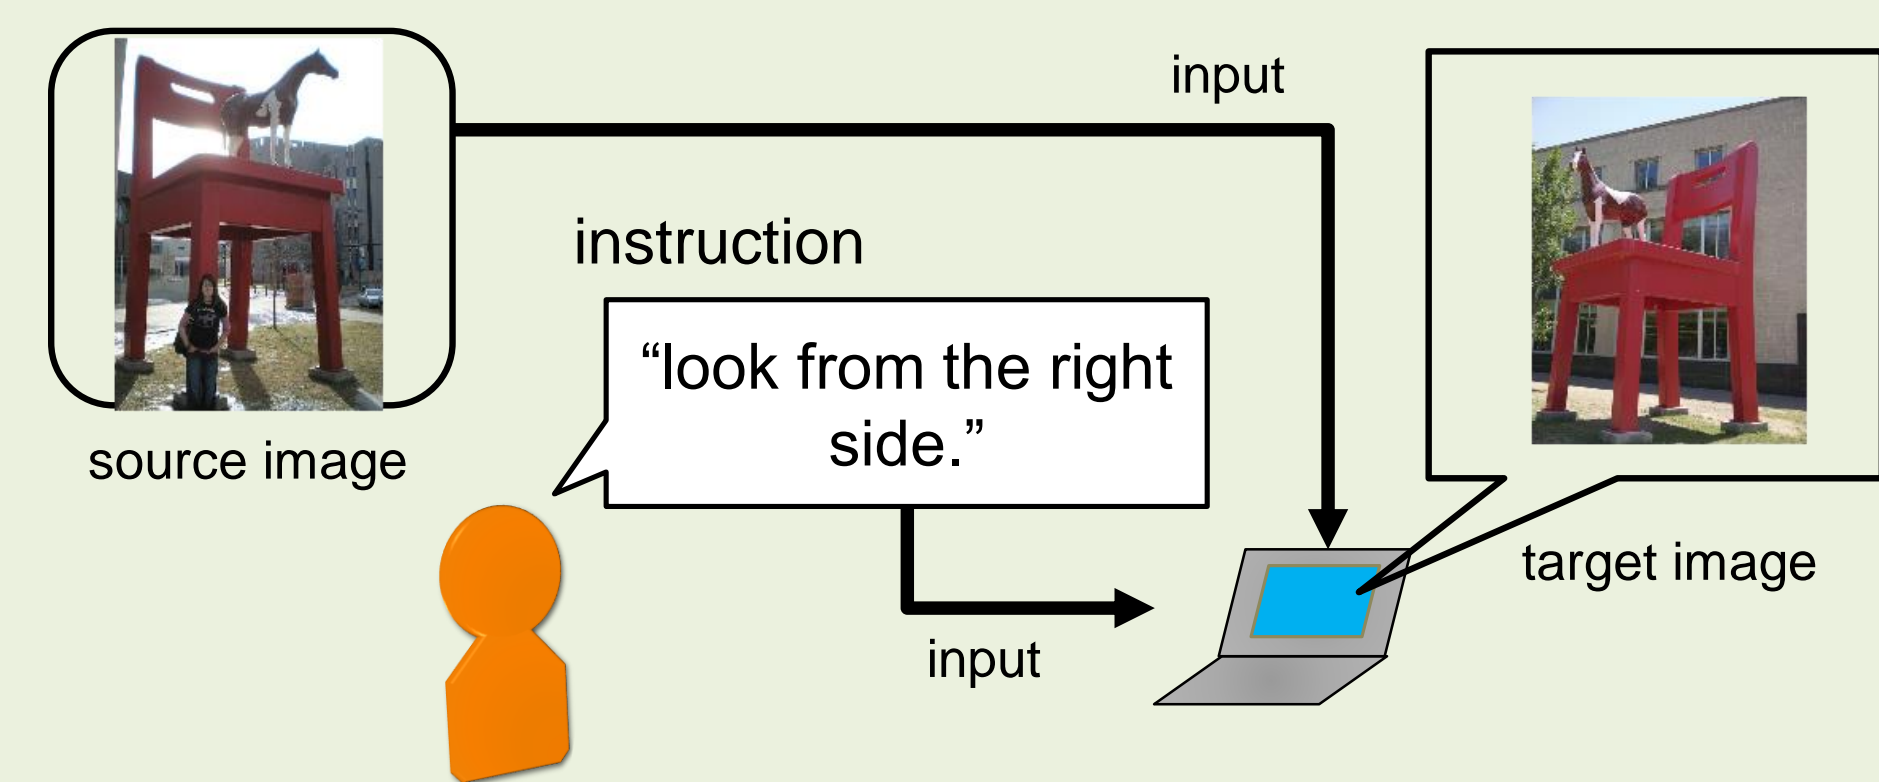 input
instruction
“look from the right
side.”
source image
target image
input